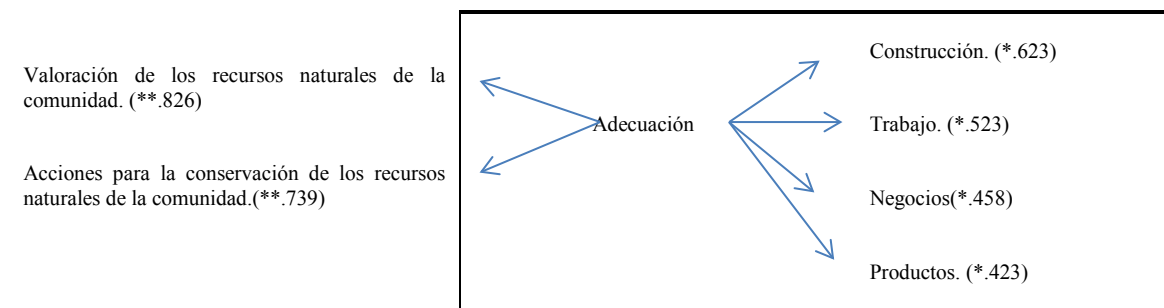 Valoración de los recursos naturales de la
comunidad. (**.826)
Acciones para la conservación de los recursos
naturales de la comunidad.(**.739)
Adecuación
Construcción. (*.623)
Trabajo. (*.523)
Negocios(*.458)
Productos. (*.423)